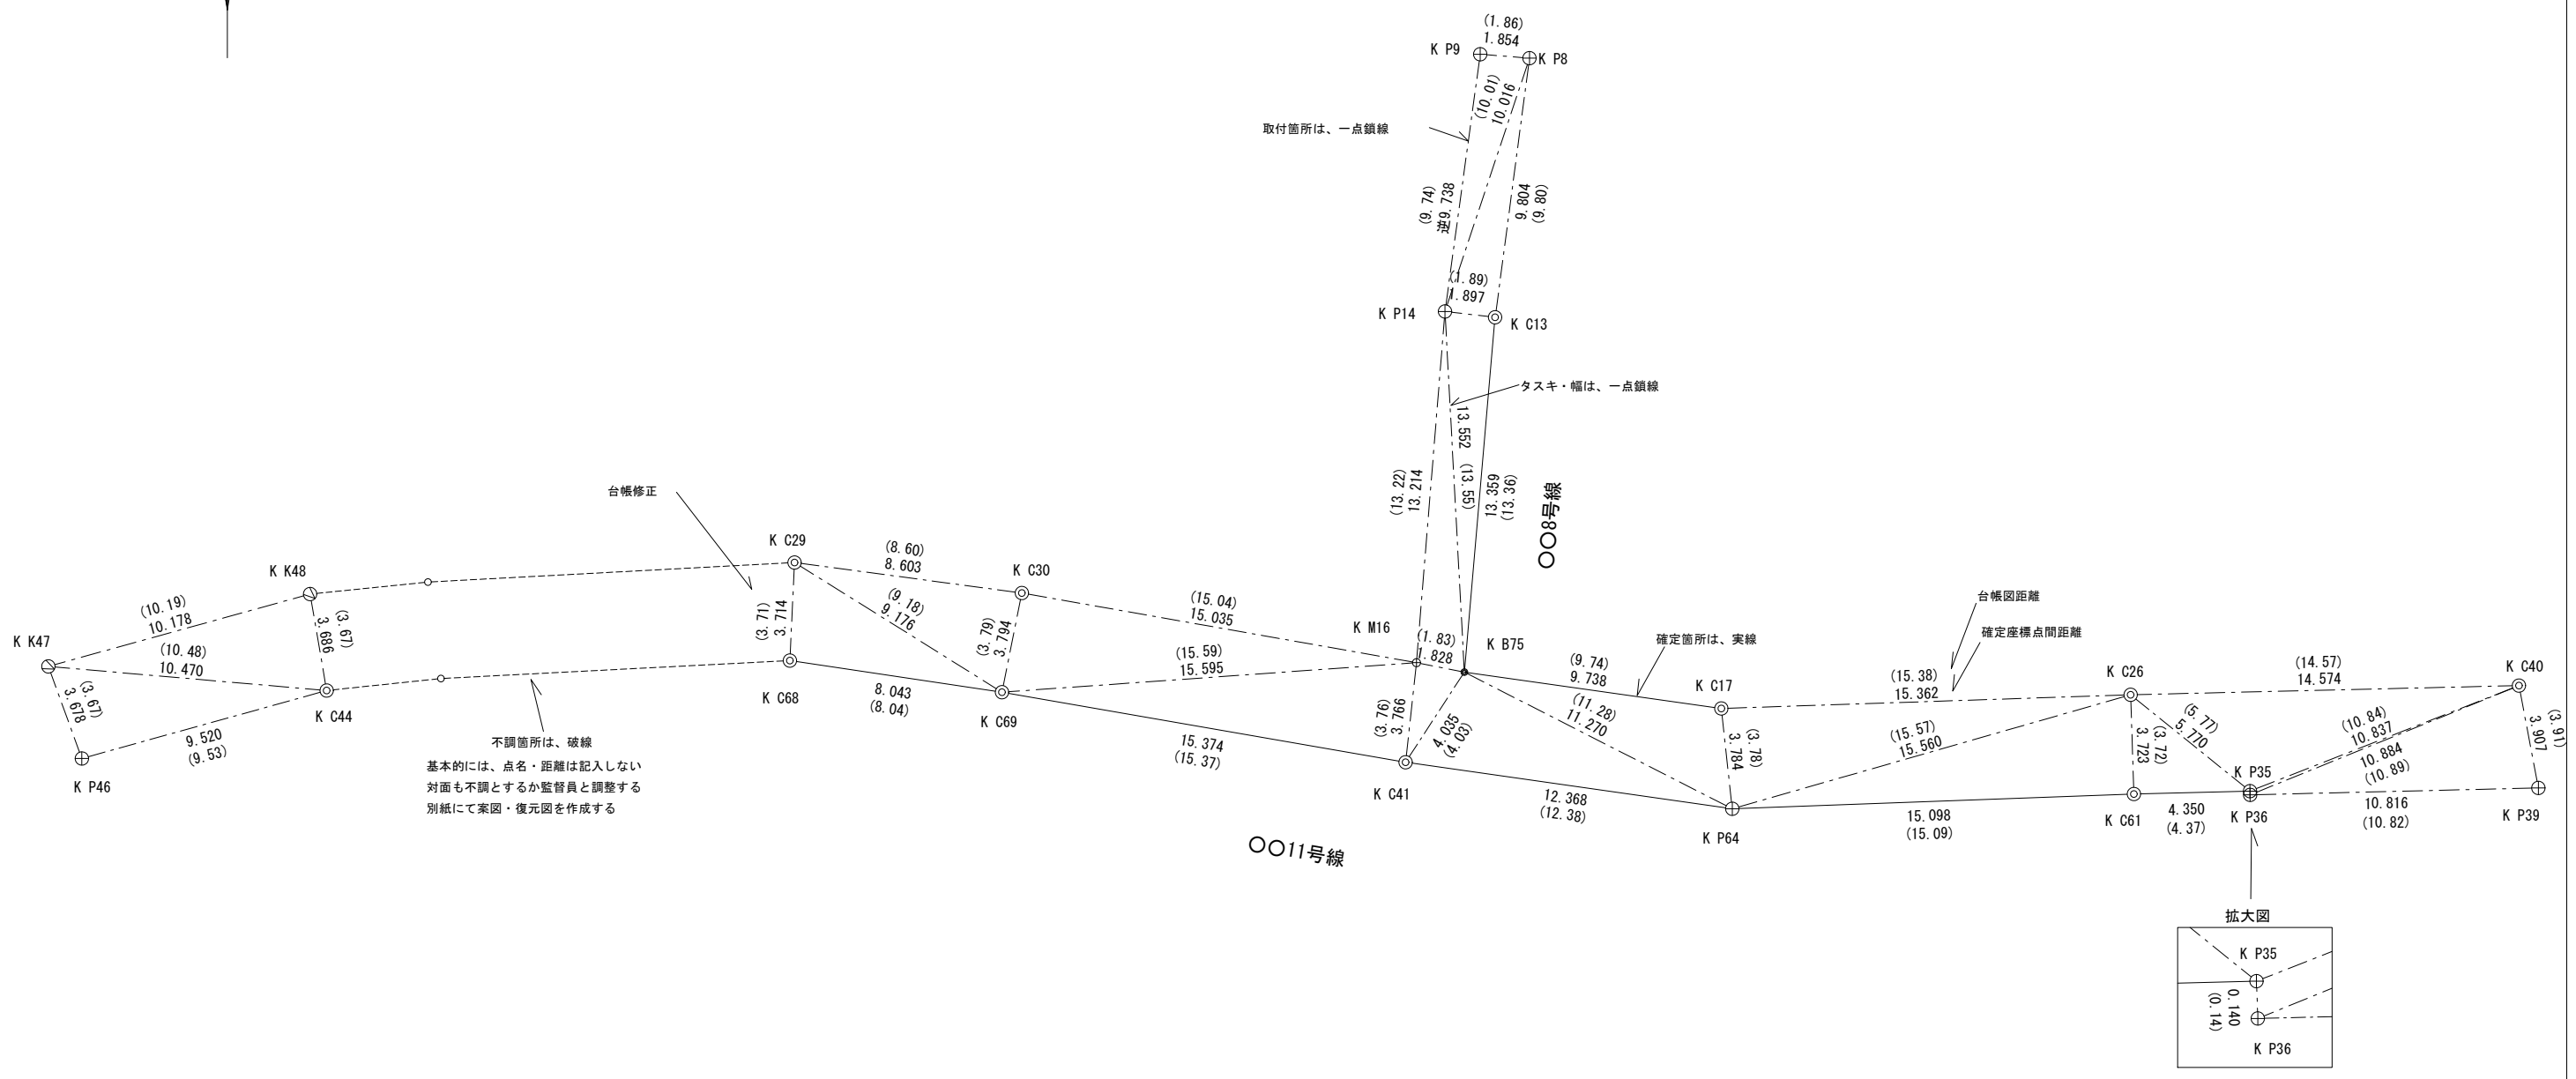 (1.86)
1.854
K P9
K P8
(10.01)
10.016
取付箇所は、一点鎖線
(9.74)
9.738
9.804
(9.80)
(1.89)
1.897
K P14
K C13
タスキ・幅は、一点鎖線
13.552 (13.55)
(13.22)
13.214
13.359
(13.36)
〇〇8号線
台帳修正
K C29
(8.60)
8.603
K C30
K K48
(10.19)
10.178
K K47
(10.48)
10.470
(3.67)
3.686
(3.67)
3.678
K P46
9.520
(9.53)
K C44
不調箇所は、破線
基本的には、点名・距離は記入しない
対面も不調とするか監督員と調整する
別紙にて案図・復元図を作成する
(3.71)
3.714
K C68
(9.18)
9.176
(3.79)
3.794
8.043
(8.04)
K C69
(15.04)
15.035
K M16
(15.59)
15.595
(1.83)
1.828
K B75
15.374
(15.37)
(3.76)
3.766
4.035
(4.03)
K C41
〇〇11号線
(9.74)
9.738
確定箇所は、実線
K C17
(11.28)
11.270
(3.78)
3.784
12.368
(12.38)
K P64
台帳図距離
確定座標点間距離
(15.38)
15.362
K C26
(15.57)
15.560
15.098
(15.09)
(3.72)
3.723
K C61
(5.77)
5.770
(14.57)
14.574
K C40
(10.84)
10.837
10.884
(10.89)
(3.91)
3.907
K P35
4.350
(4.37)
K P36
10.816
(10.82)
K P39
拡大図
K P35
0.140
(0.14)
K P36